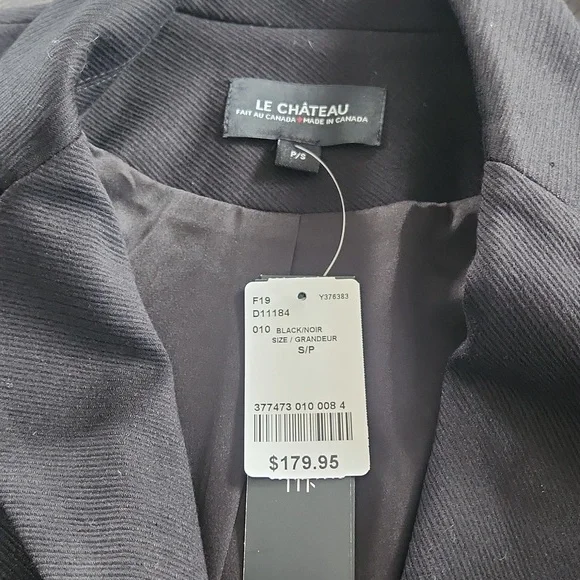 LE CHÂTEAU
FAIT AU CANADA MADE IN CANADA
P/S
F19 Y376383
D11184
010 BLACK/NOIR
SIZE / GRANDEUR
S/P
377473 010 008 4
$179.95